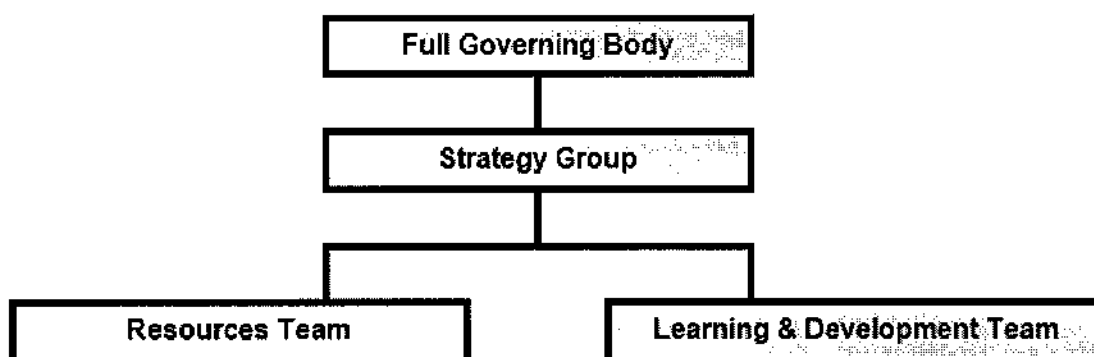 Full Governing Body
Strategy Group
Resources Team
Learning & Development Team